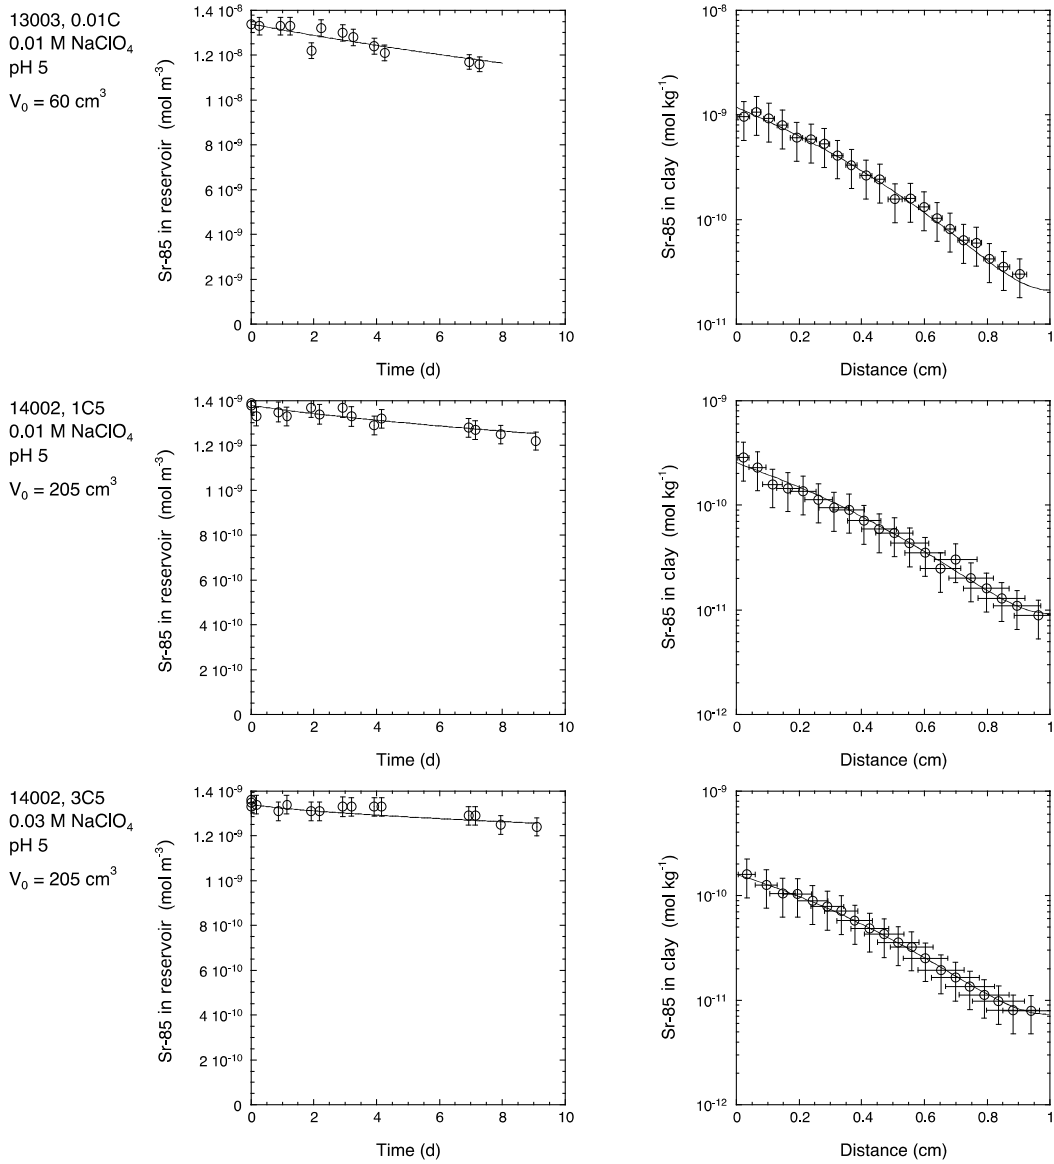 13003, 0.01C
0.01 M NaClO₄
pH 5
V₀ = 60 cm³
Sr-85 in reservoir (mol m⁻³)
1.4 10⁻⁸
1.2 10⁻⁸
1 10⁻⁸
8 10⁻⁹
6 10⁻⁹
4 10⁻⁹
2 10⁻⁹
0
0 2 4 6 8 10
Time (d)
Sr-85 in clay (mol kg⁻¹)
10⁻⁸
10⁻⁹
10⁻¹⁰
10⁻¹¹
0 0.2 0.4 0.6 0.8 1
Distance (cm)
14002, 1C5
0.01 M NaClO₄
pH 5
V₀ = 205 cm³
Sr-85 in reservoir (mol m⁻³)
1.4 10⁻⁹
1.2 10⁻⁹
1 10⁻⁹
8 10⁻¹⁰
6 10⁻¹⁰
4 10⁻¹⁰
2 10⁻¹⁰
0
0 2 4 6 8 10
Time (d)
Sr-85 in clay (mol kg⁻¹)
10⁻⁹
10⁻¹⁰
10⁻¹¹
10⁻¹²
0 0.2 0.4 0.6 0.8 1
Distance (cm)
14002, 3C5
0.03 M NaClO₄
pH 5
V₀ = 205 cm³
Sr-85 in reservoir (mol m⁻³)
1.4 10⁻⁹
1.2 10⁻⁹
1 10⁻⁹
8 10⁻¹⁰
6 10⁻¹⁰
4 10⁻¹⁰
2 10⁻¹⁰
0
0 2 4 6 8 10
Time (d)
Sr-85 in clay (mol kg⁻¹)
10⁻⁹
10⁻¹⁰
10⁻¹¹
10⁻¹²
0 0.2 0.4 0.6 0.8 1
Distance (cm)